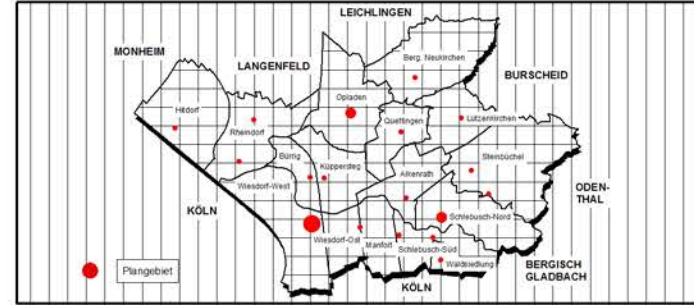 LEICHLINGEN
MONHEIM
LANGENFELD
Berg. Neukirchen
BURSCHEID
Opladen
Hitdorf
Rheindorf
Quettingen
Lützenkirchen
Bürrig
Küppersteg
Steinbüchel
Alkenrath
Wiesdorf-West
ODEN-
THAL
KÖLN
Schlebusch-Nord
Wiesdorf-Ost
Manfort
Schlebusch-Süd
Waldsiedlung
BERGISCH
GLADBACH
Plangebiet
KÖLN